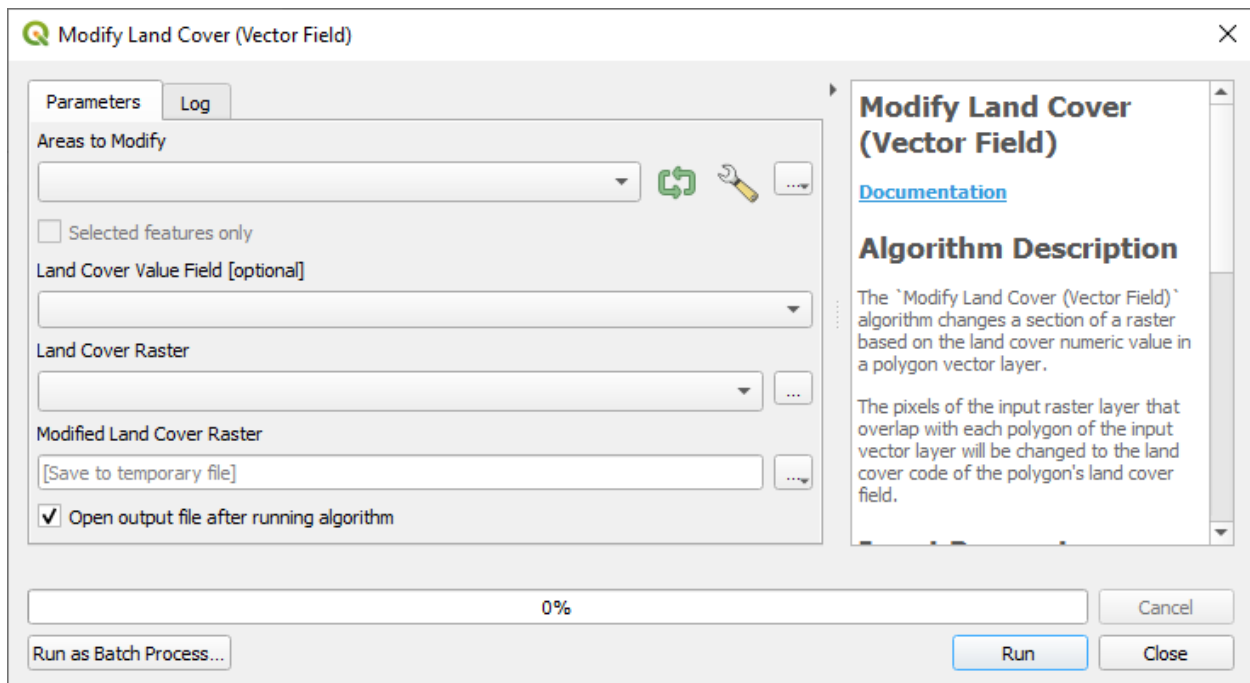 Modify Land Cover (Vector Field)
Parameters
Log
Areas to Modify
...
Selected features only
Land Cover Value Field [optional]
Land Cover Raster
...
Modified Land Cover Raster
[Save to temporary file]
...
Open output file after running algorithm
Modify Land Cover
(Vector Field)
Documentation
Algorithm Description
The `Modify Land Cover (Vector Field)`
algorithm changes a section of a raster
based on the land cover numeric value in
a polygon vector layer.
The pixels of the input raster layer that
overlap with each polygon of the input
vector layer will be changed to the land
cover code of the polygon's land cover
field.
0%
Cancel
Run as Batch Process...
Run
Close